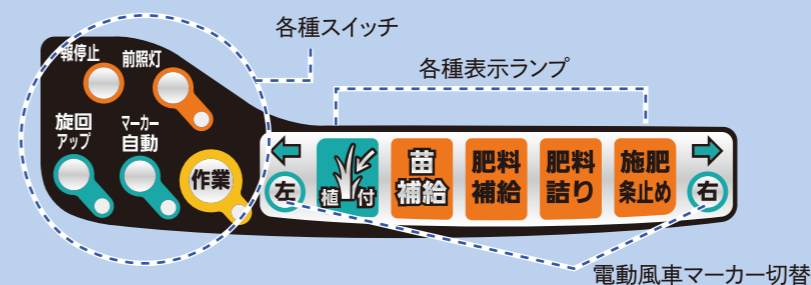 各種スイッチ
各種表示ランプ
報停止
前照灯
旋回
アップ
マーカー
自動
作業
左
植付
苗
補給
肥料
補給
肥料
詰り
施肥
条止め
右
電動風車マーカー切替